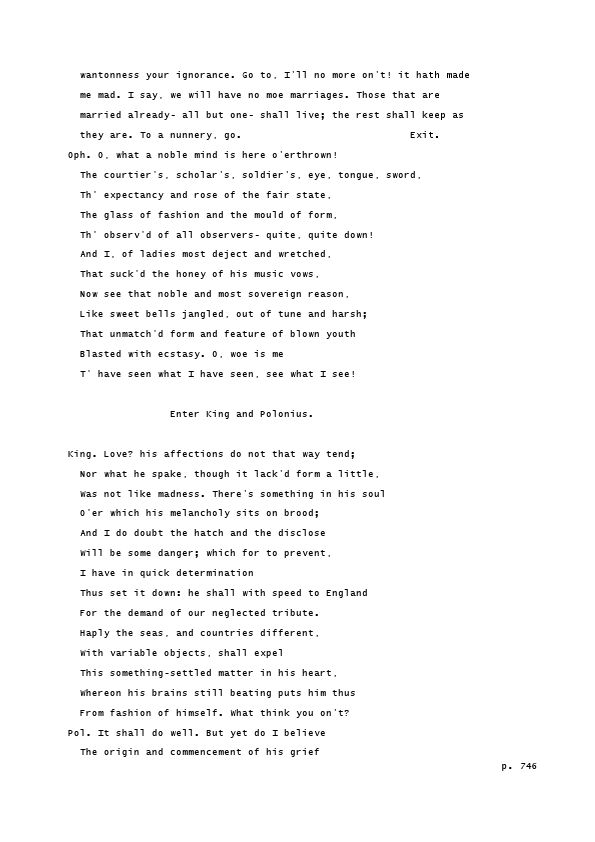 wantonness your ignorance. Go to, I'll no more on't! it hath made
me mad. I say, we will have no moe marriages. Those that are
married already- all but one- shall live; the rest shall keep as
they are. To a nunnery, go. Exit.
Oph. O, what a noble mind is here o'erthrown!
The courtier's, scholar's, soldier's, eye, tongue, sword,
Th' expectancy and rose of the fair state,
The glass of fashion and the mould of form,
Th' observ'd of all observers- quite, quite down!
And I, of ladies most deject and wretched,
That suck'd the honey of his music vows,
Now see that noble and most sovereign reason,
Like sweet bells jangled, out of tune and harsh;
That unmatch'd form and feature of blown youth
Blasted with ecstasy. O, woe is me
T' have seen what I have seen, see what I see!
Enter King and Polonius.
King. Love? his affections do not that way tend;
Nor what he spake, though it lack'd form a little,
Was not like madness. There's something in his soul
O'er which his melancholy sits on brood;
And I do doubt the hatch and the disclose
Will be some danger; which for to prevent,
I have in quick determination
Thus set it down: he shall with speed to England
For the demand of our neglected tribute.
Haply the seas, and countries different,
With variable objects, shall expel
This something-settled matter in his heart,
Whereon his brains still beating puts him thus
From fashion of himself. What think you on't?
Pol. It shall do well. But yet do I believe
The origin and commencement of his grief
p. 746